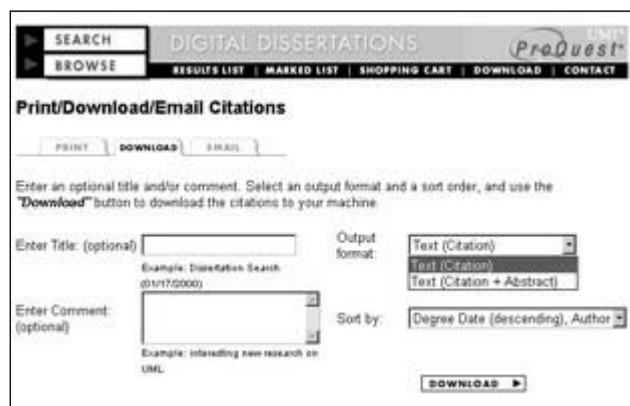 SEARCH
BROWSE
DIGITAL DISSERTATIONS
UMI
ProQuest
RESULTS LIST | MARKED LIST | SHOPPING CART | DOWNLOAD | CONTACT
Print/Download/Email Citations
PRINT DOWNLOAD EMAIL
Enter an optional title and/or comment. Select an output format and a sort order, and use the
"Download" button to download the citations to your machine.
Enter Title: (optional)
Example: Dissertation Search
(01/17/2000)
Output
format:
Text (Citation)
Text (Citation)
Text (Citation + Abstract)
Enter Comment:
(optional)
Example: interesting new research on
UML
Sort by:
Degree Date (descending), Author
DOWNLOAD